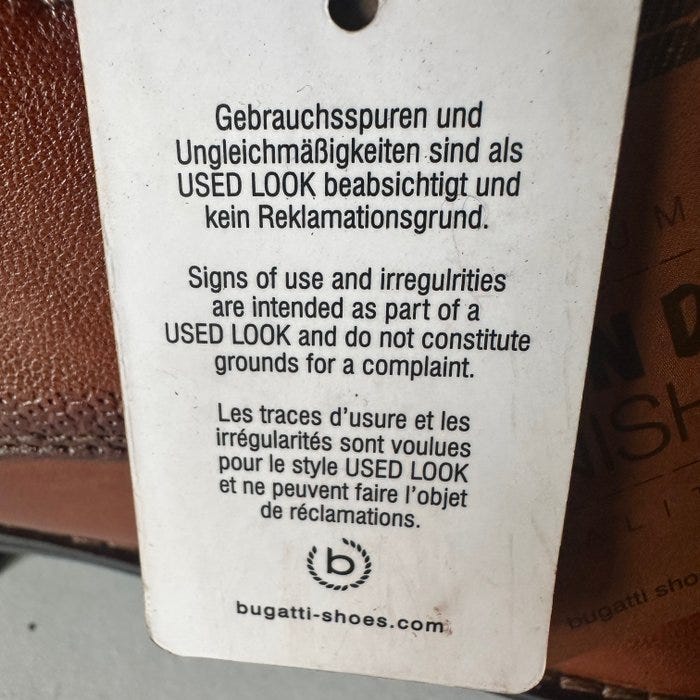 Gebrauchsspuren und
Ungleichmäßigkeiten sind als
USED LOOK beabsichtigt und
kein Reklamationsgrund.
Signs of use and irregulrities
are intended as part of a
USED LOOK and do not constitute
grounds for a complaint.
Les traces d'usure et les
irrégularités sont voulues
pour le style USED LOOK
et ne peuvent faire l'objet
de réclamations.
b
bugatti-shoes.com
bugatti sho